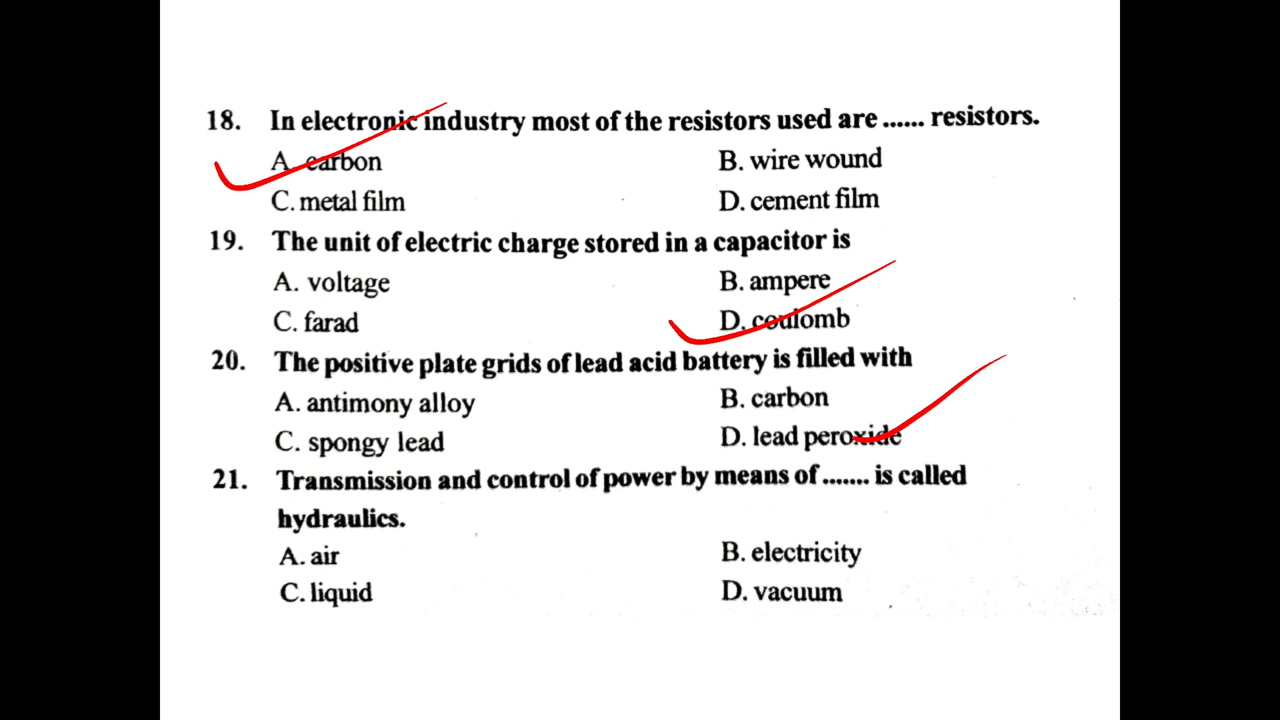 18. In electronic industry most of the resistors used are ...... resistors.
A. carbon B. wire wound
C. metal film D. cement film
19. The unit of electric charge stored in a capacitor is
A. voltage B. ampere
C. farad D. coulomb
20. The positive plate grids of lead acid battery is filled with
A. antimony alloy B. carbon
C. spongy lead D. lead peroxide
21. Transmission and control of power by means of ....... is called
hydraulics.
A. air B. electricity
C. liquid D. vacuum